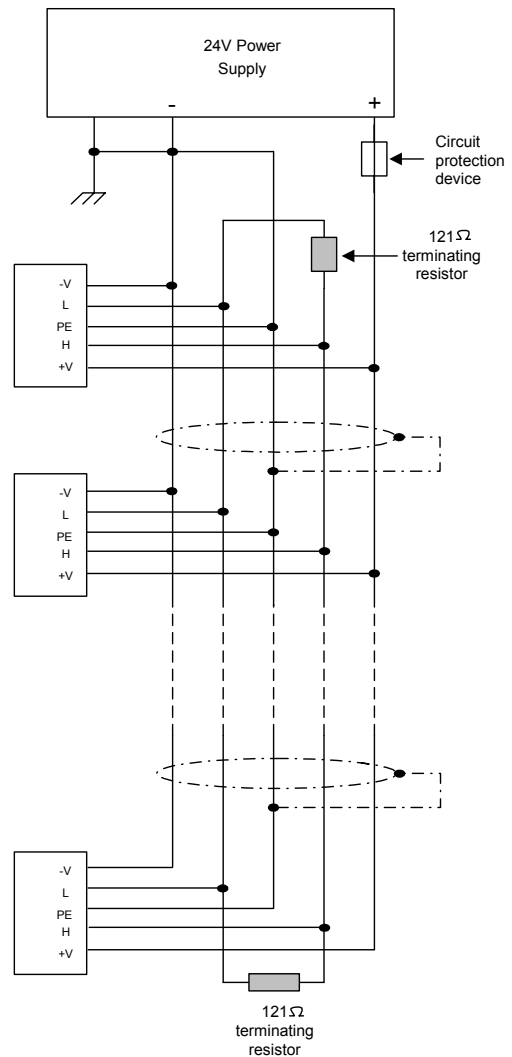 24V Power
Supply
-
+
Circuit
protection
device
121Ω
terminating
resistor
-V
L
PE
H
+V
-V
L
PE
H
+V
-V
L
PE
H
+V
121Ω
terminating
resistor